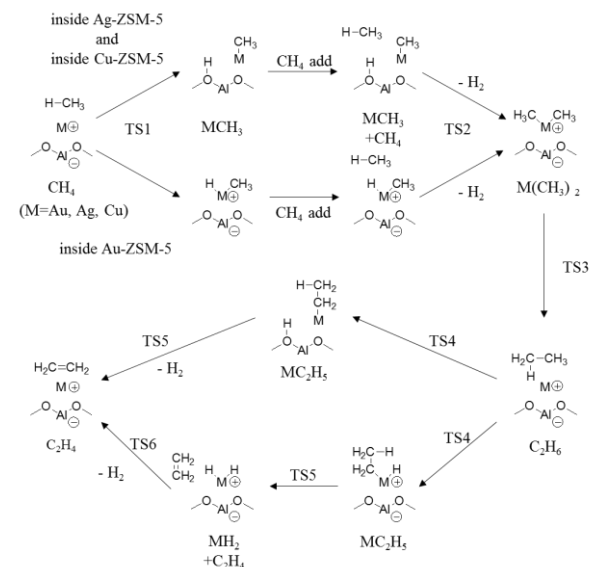 inside Ag-ZSM-5
and
inside Cu-ZSM-5
H–CH3
M⊕
O Al O
⊖
CH4
(M=Au, Ag, Cu)
TS1
inside Au-ZSM-5
CH3
M
H
O Al O
MCH3
CH4 add
H–CH3
CH3
M
H
O Al O
MCH3
+CH4
- H2
TS2
H CH3
M⊕
O Al O
⊖
CH4 add
H–CH3
H CH3
M⊕
O Al O
⊖
- H2
H3C CH3
M⊕
O Al O
⊖
M(CH3) 2
TS3
H2C–CH3
H
M⊕
O Al O
⊖
C2H6
TS4
H–CH2
CH2
M
H
O Al O
MC2H5
TS5
- H2
H2C=CH2
M⊕
O Al O
⊖
C2H4
TS4
H2C–H
H2C H
M⊕
O Al O
⊖
MC2H5
TS5
CH2
CH2
H H
M⊕
O Al O
⊖
MH2
+C2H4
TS6
- H2